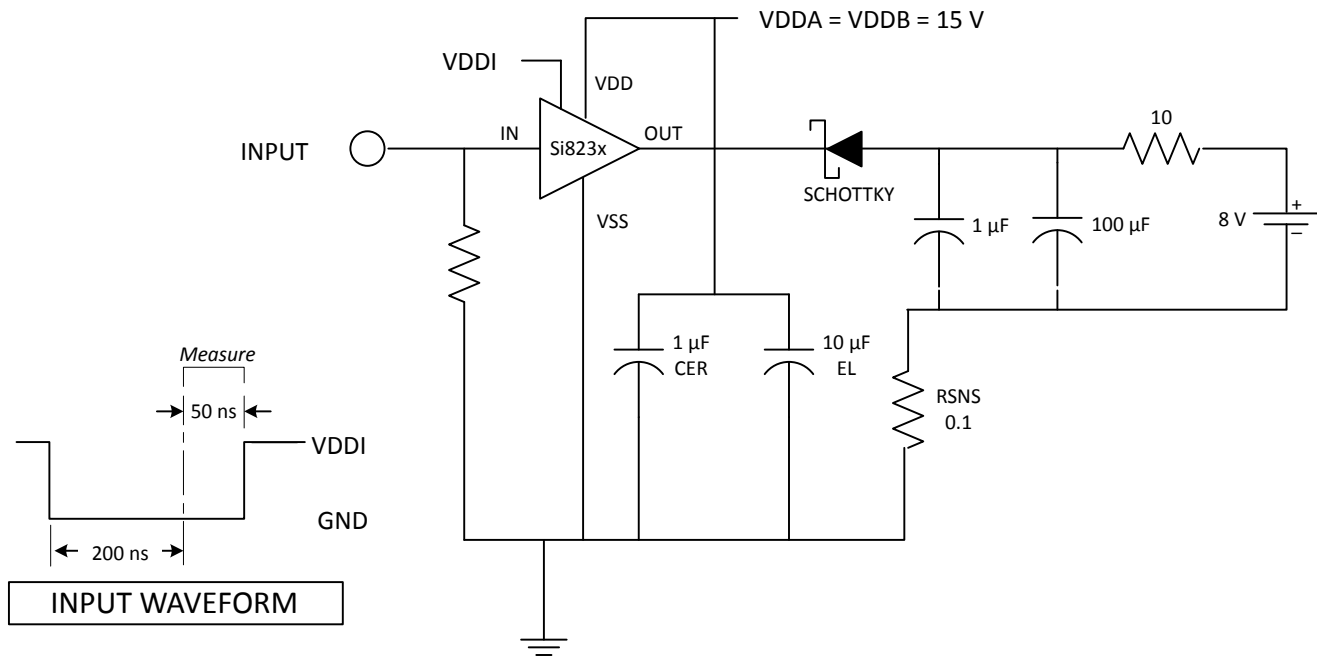 VDDA = VDDB = 15 V
VDDI
VDD
10
INPUT
IN
Si823x
OUT
SCHOTTKY
VSS
1 µF
100 µF
8 V
+
–
Measure
50 ns
1 µF
CER
10 µF
EL
RSNS
0.1
VDDI
GND
200 ns
INPUT WAVEFORM